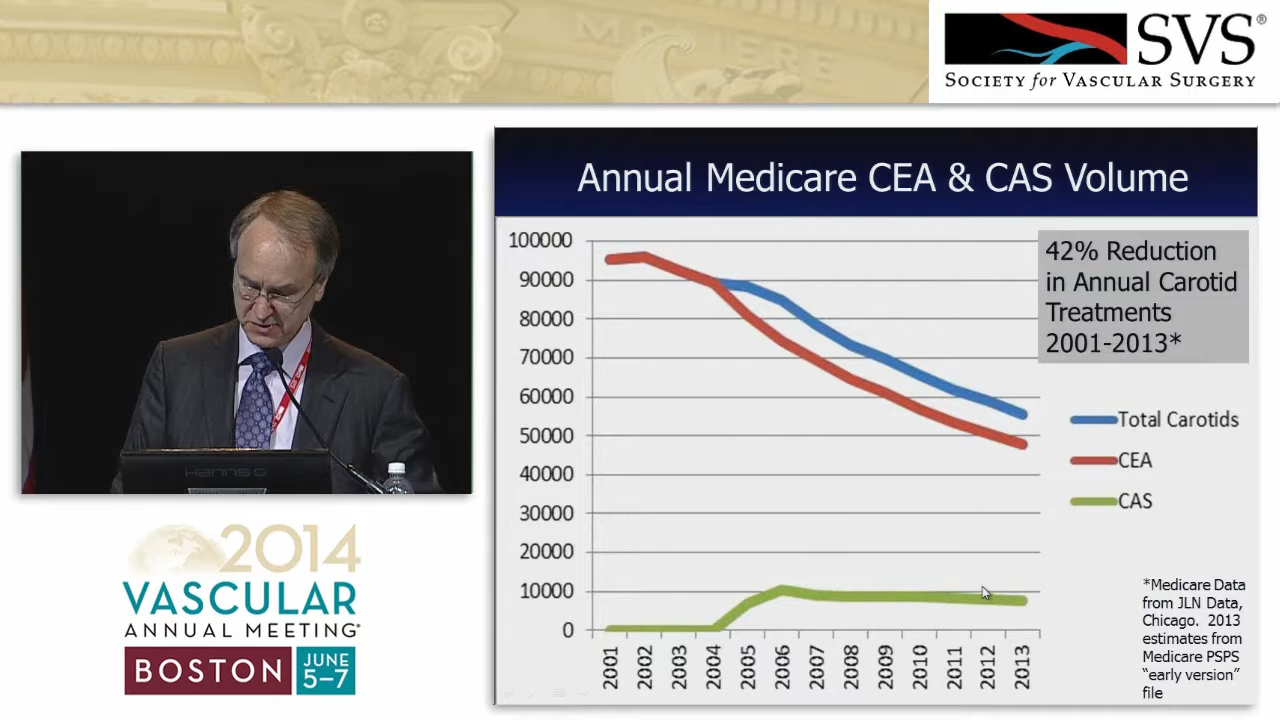 SVS®
SOCIETY for VASCULAR SURGERY
Annual Medicare CEA & CAS Volume
100000
90000
80000
70000
60000
50000
40000
30000
20000
10000
0
2001
2002
2003
2004
2005
2006
2007
2008
2009
2010
2011
2012
2013
42% Reduction
in Annual Carotid
Treatments
2001-2013*
Total Carotids
CEA
CAS
*Medicare Data
from JLN Data,
Chicago. 2013
estimates from
Medicare PSPS
“early version”
file
HANNS G
2014
VASCULAR
ANNUAL MEETING®
BOSTON
JUNE
5–7